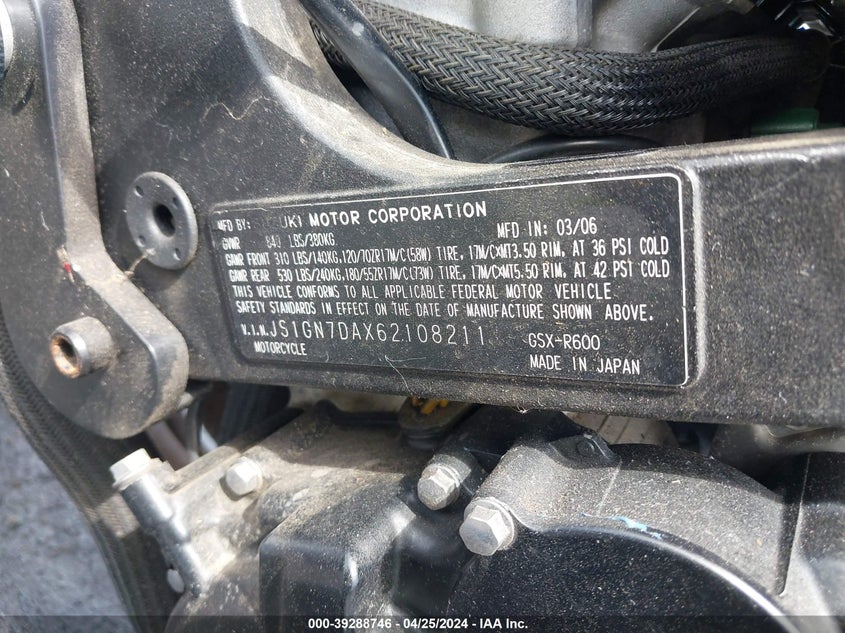 MFD BY: UKI MOTOR CORPORATION MFD IN: 03/06
GVWR 840 LBS/380KG
GAWR FRONT 310 LBS/140KG,120/70ZR17M/C(58W) TIRE, 17M/CXMT3.50 RIM, AT 36 PSI COLD
GAWR REAR 530 LBS/240KG,180/55ZR17M/C(73W) TIRE, 17M/CXMT5.50 RIM, AT 42 PSI COLD
THIS VEHICLE CONFORMS TO ALL APPLICABLE FEDERAL MOTOR VEHICLE
SAFETY STANDARDS IN EFFECT ON THE DATE OF MANUFACTURE SHOWN ABOVE.
V.I.N. JS1GN7DAX62108211 GSX-R600
MOTORCYCLE MADE IN JAPAN
000-39288746 - 04/25/2024 - IAA Inc.